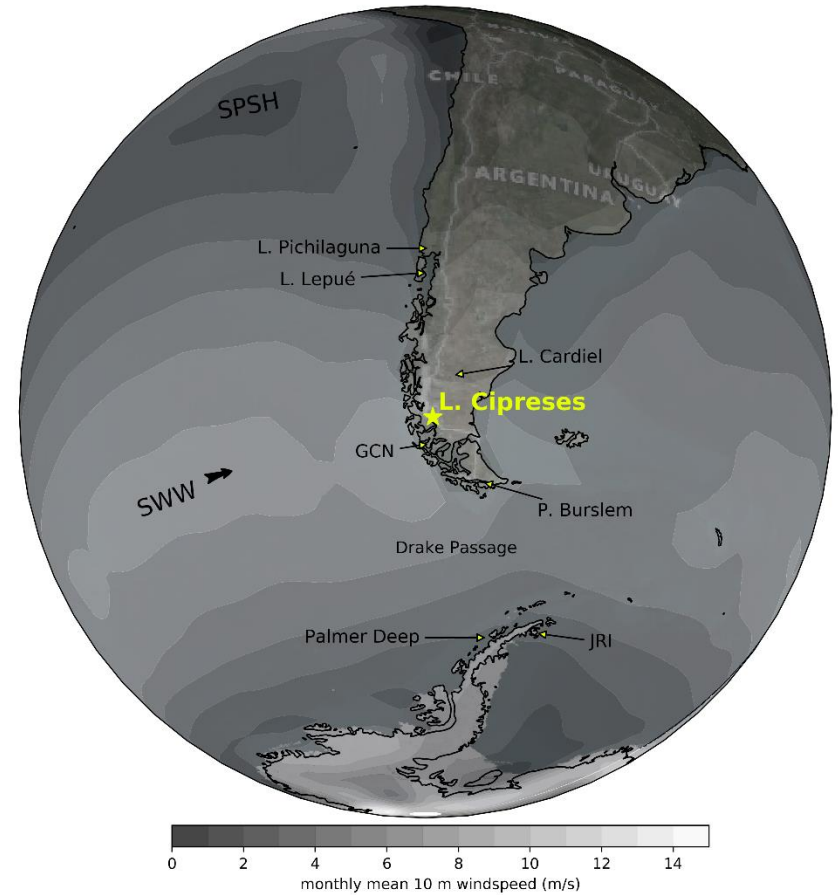 BOLIVIA
SPSH
CHILE
PARAGUAY
ARGENTINA
URUGUAY
L. Pichilaguna
L. Lepué
L. Cardiel
L. Cipreses
GCN
SWW
P. Burslem
Drake Passage
Palmer Deep
JRI
0 2 4 6 8 10 12 14
monthly mean 10 m windspeed (m/s)